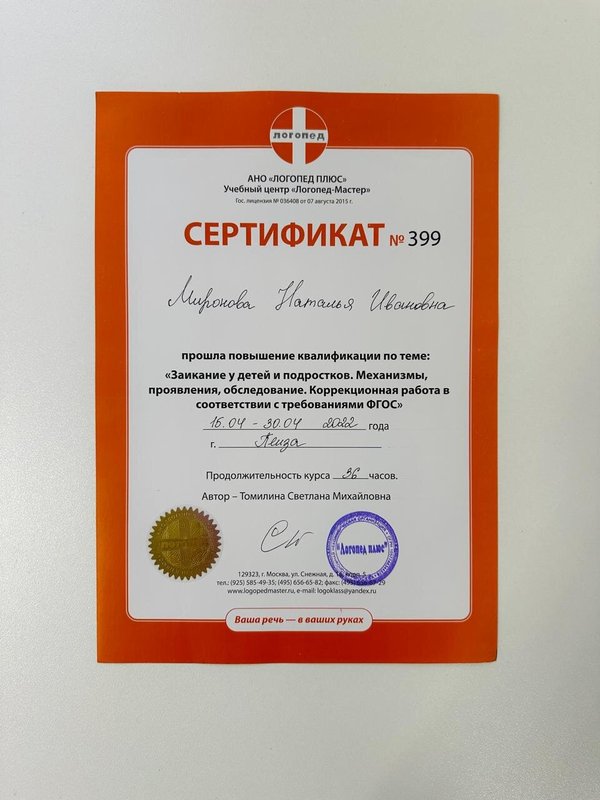 логопед
АНО «ЛОГОПЕД ПЛЮС»
Учебный центр «Логопед-Мастер»
Гос. лицензия № 036408 от 07 августа 2015 г.
СЕРТИФИКАТ № 399
Миронова Наталья Ивановна
прошла повышение квалификации по теме:
«Заикание у детей и подростков. Механизмы,
проявления, обследование. Коррекционная работа в
соответствии с требованиями ФГОС»
15.04 - 30.04 2022 года
г. Пенза
Продолжительность курса 36 часов.
Автор – Томилина Светлана Михайловна
"Логопед плюс"
129323, г. Москва, ул. Снежная, д.
тел.: (925) 585-49-35; (495) 656-65-82; факс: (495)
www.logopedmaster.ru, e-mail: logoklass@yandex.ru
Ваша речь — в ваших руках